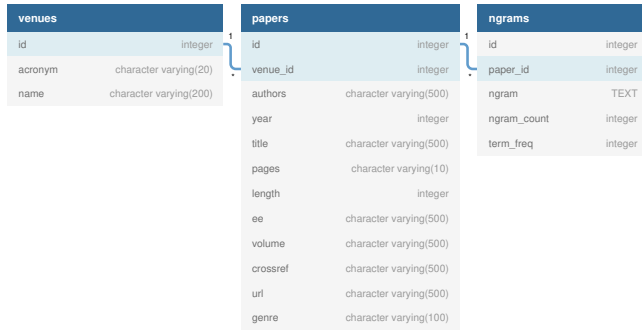 venues
id integer
acronym character varying(20)
name character varying(200)
1
*
papers
id integer
venue_id integer
authors character varying(500)
year integer
title character varying(500)
pages character varying(10)
length integer
ee character varying(500)
volume character varying(500)
crossref character varying(500)
url character varying(500)
genre character varying(100)
1
*
ngrams
id integer
paper_id integer
ngram TEXT
ngram_count integer
term_freq integer